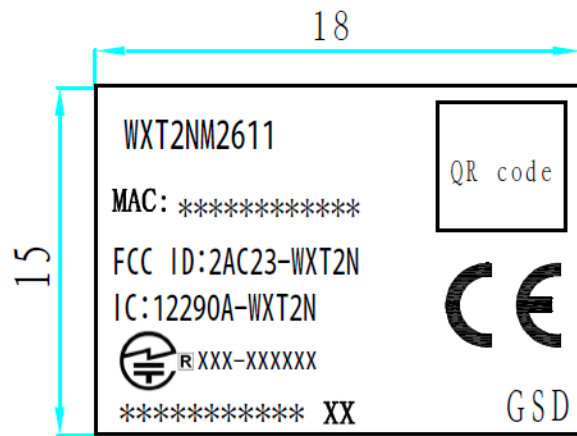 18
15
WXT2NM2611
QR code
MAC: ************
FCC ID:2AC23-WXT2N
IC:12290A-WXT2N
CE
R XXX-XXXXXX
*********** XX
GSD